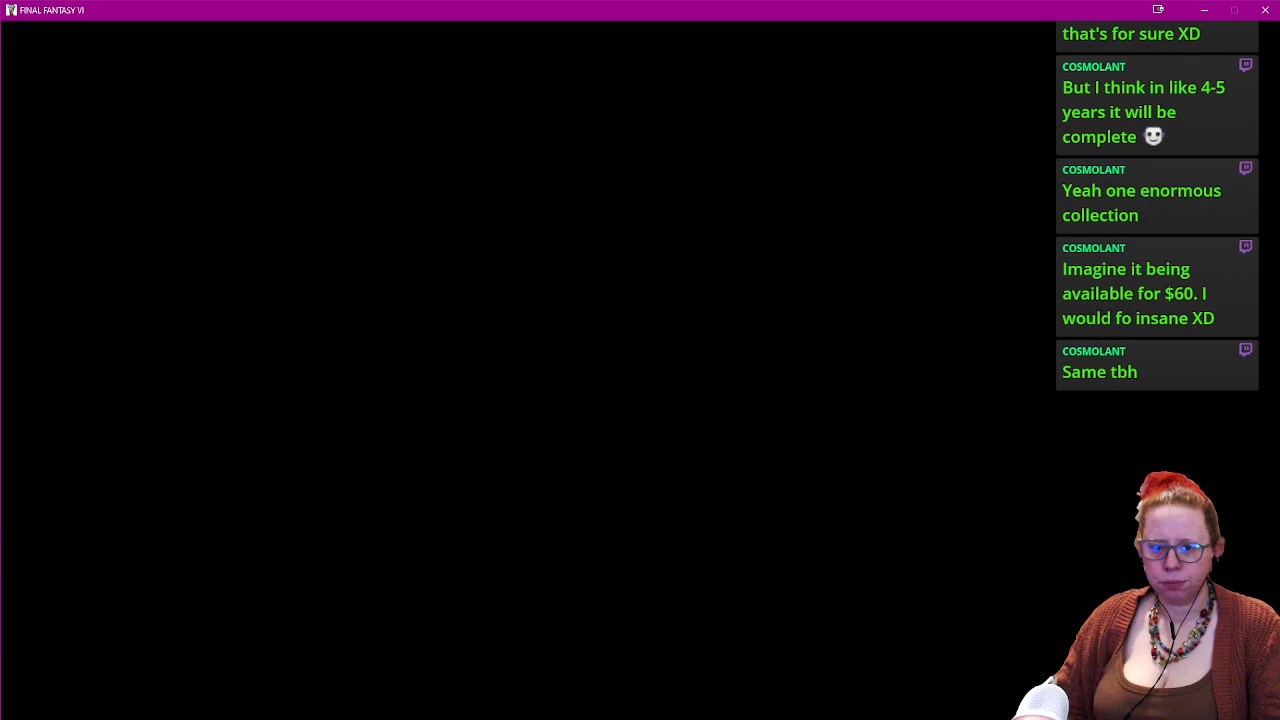 FINAL FANTASY VI
that's for sure XD
COSMOLANT
But I think in like 4-5
years it will be
complete
COSMOLANT
Yeah one enormous
collection
COSMOLANT
Imagine it being
available for $60. I
would fo insane XD
COSMOLANT
Same tbh